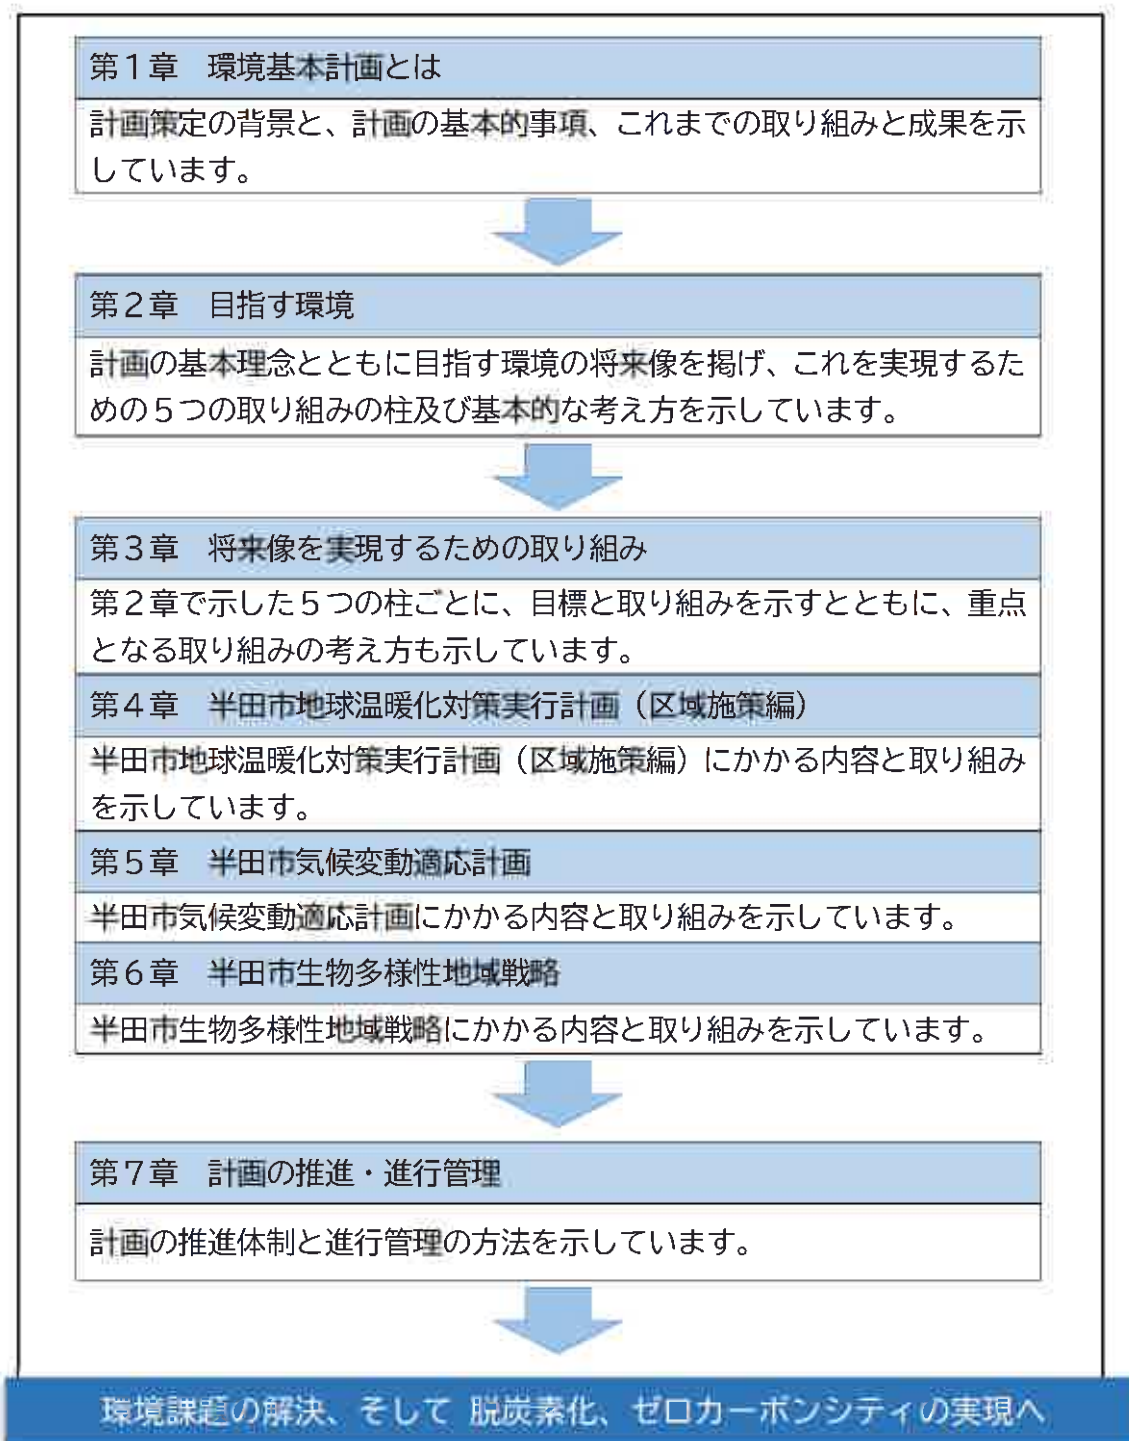 第１章　環境基本計画とは
計画策定の背景と、計画の基本的事項、これまでの取り組みと成果を示
しています。
第２章　目指す環境
計画の基本理念とともに目指す環境の将来像を掲げ、これを実現するた
めの５つの取り組みの柱及び基本的な考え方を示しています。
第３章　将来像を実現するための取り組み
第２章で示した５つの柱ごとに、目標と取り組みを示すとともに、重点
となる取り組みの考え方も示しています。
第４章　半田市地球温暖化対策実行計画（区域施策編）
半田市地球温暖化対策実行計画（区域施策編）にかかる内容と取り組み
を示しています。
第５章　半田市気候変動適応計画
半田市気候変動適応計画にかかる内容と取り組みを示しています。
第６章　半田市生物多様性地域戦略
半田市生物多様性地域戦略にかかる内容と取り組みを示しています。
第７章　計画の推進・進行管理
計画の推進体制と進行管理の方法を示しています。
環境課題の解決、そして 脱炭素化、ゼロカーボンシティの実現へ